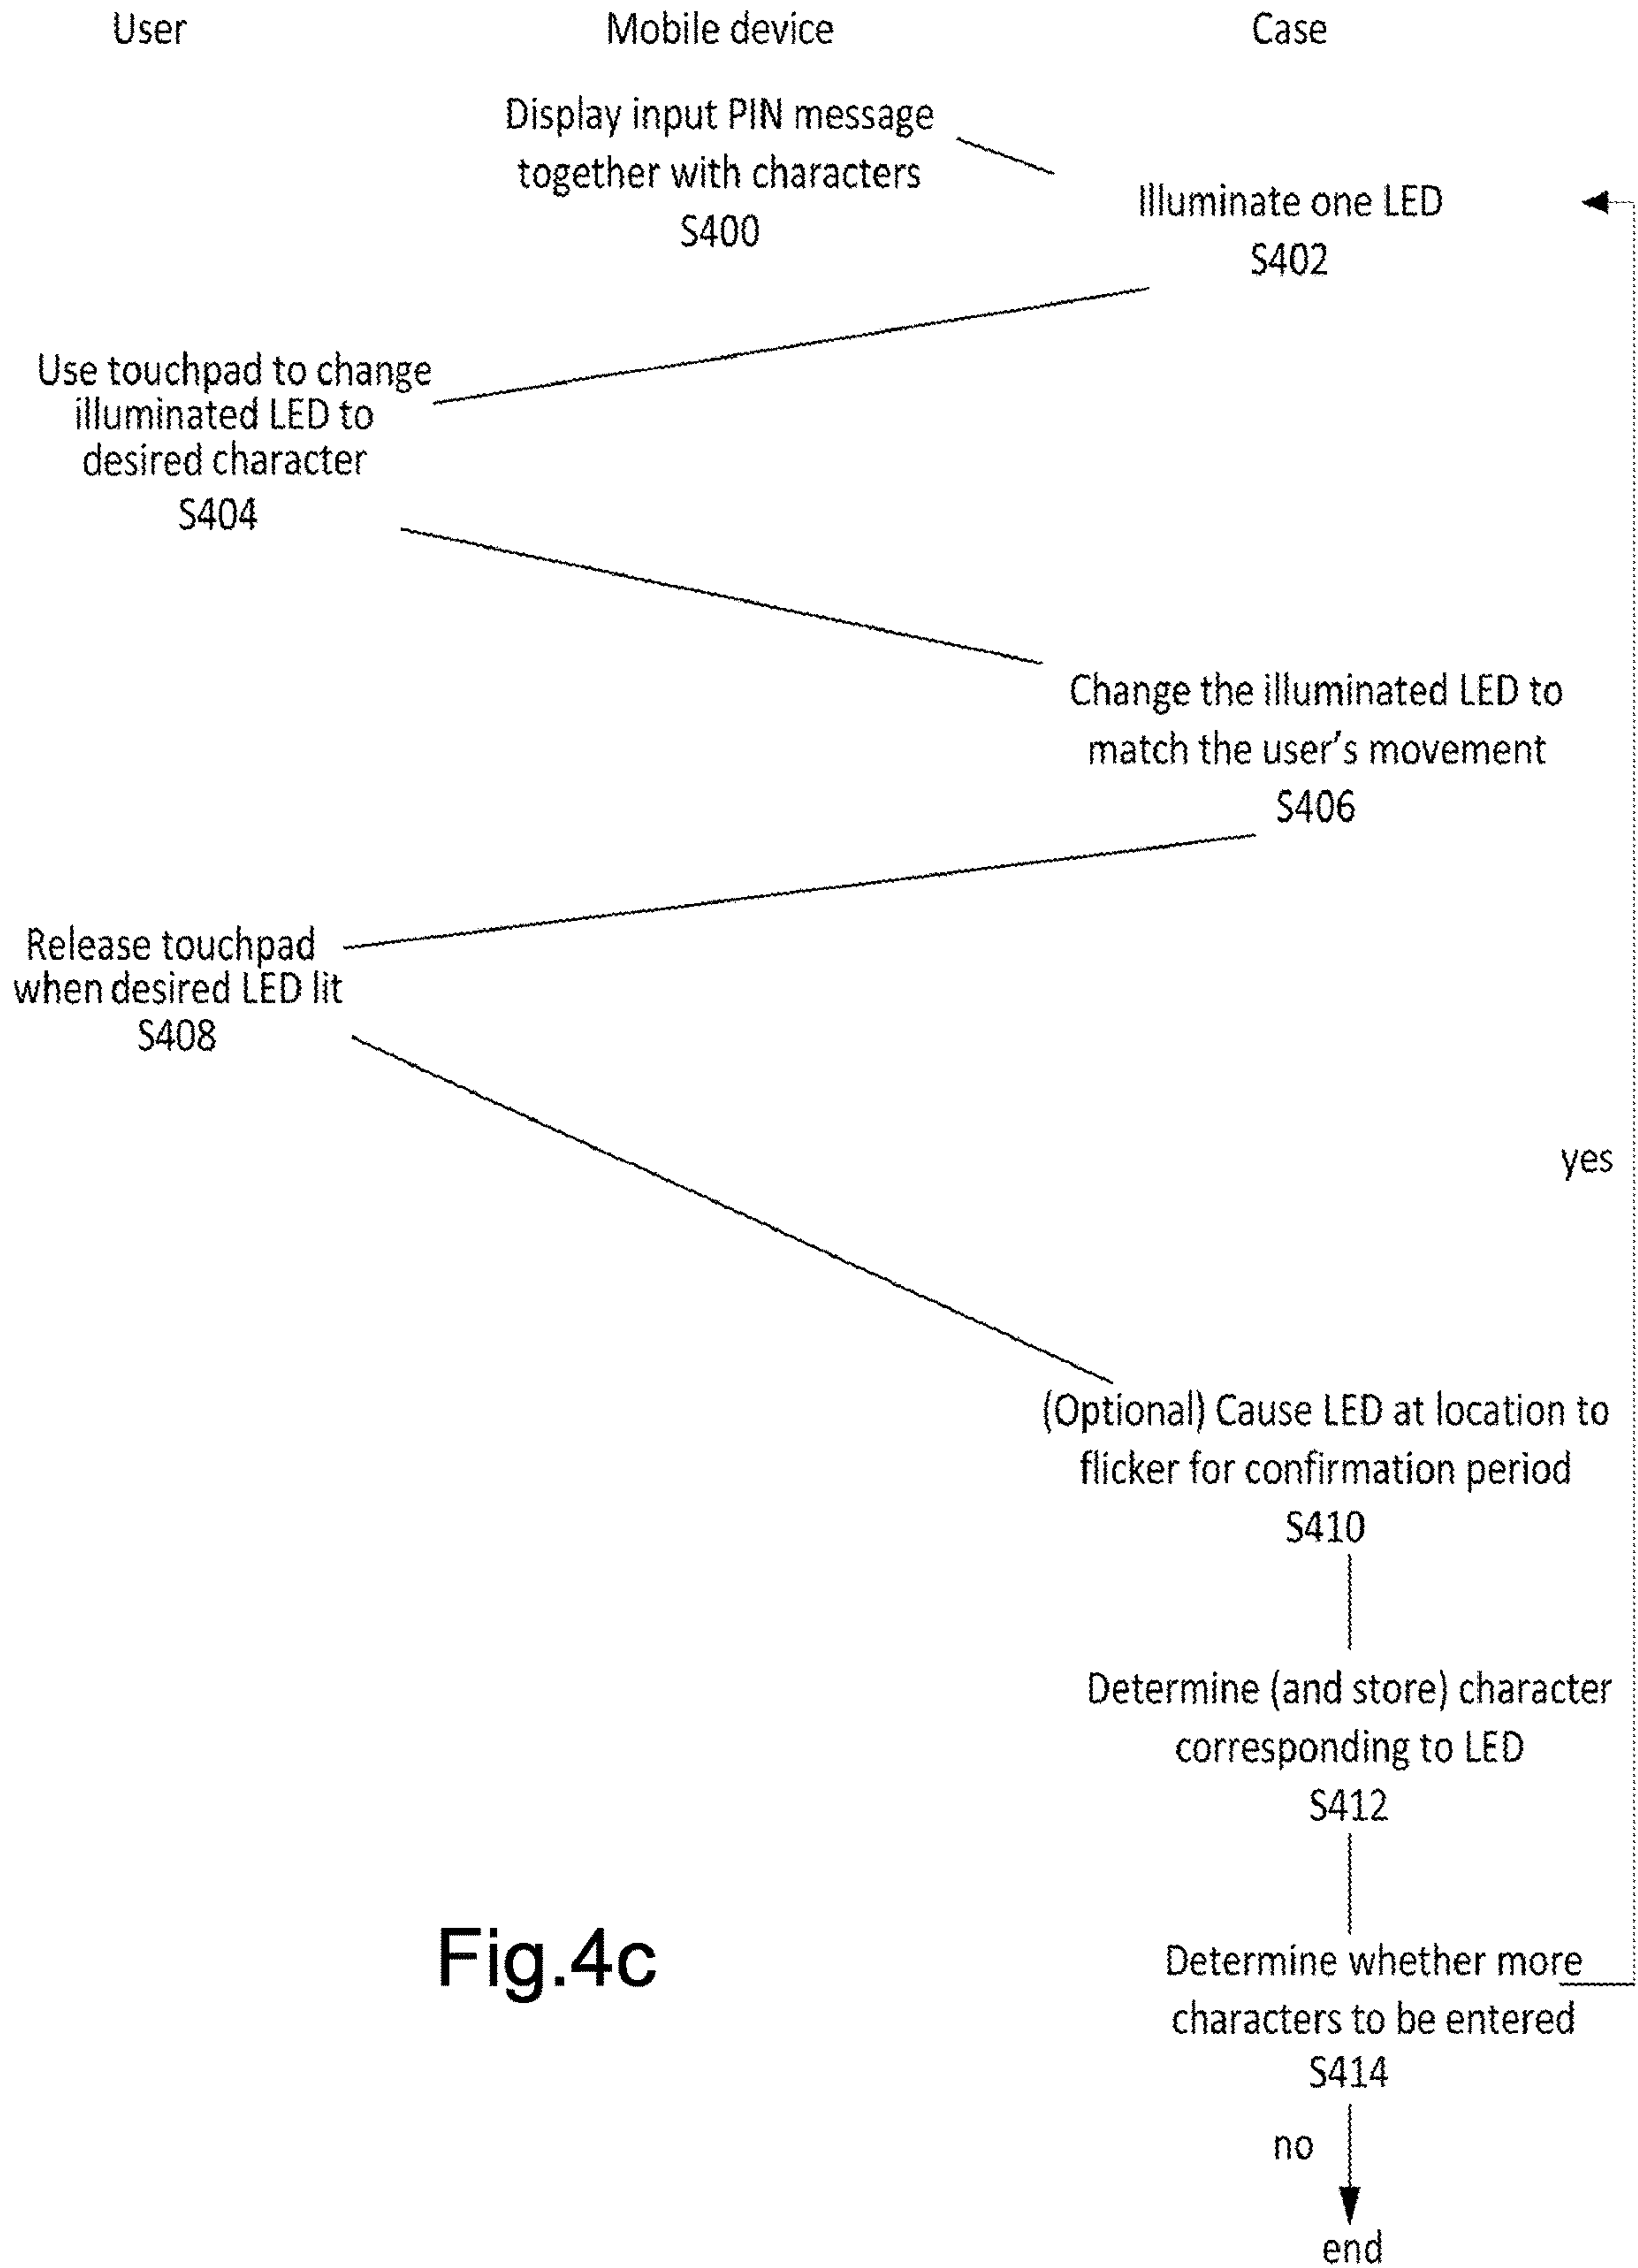 User
Mobile device
Case
Display input PIN message
together with characters
S400
Illuminate one LED
S402
Use touchpad to change
illuminated LED to
desired character
S404
Change the illuminated LED to
match the user's movement
S406
Release touchpad
when desired LED lit
S408
yes
(Optional) Cause LED at location to
flicker for confirmation period
S410
Determine (and store) character
corresponding to LED
S412
Determine whether more
characters to be entered
S414
no
end
Fig.4c